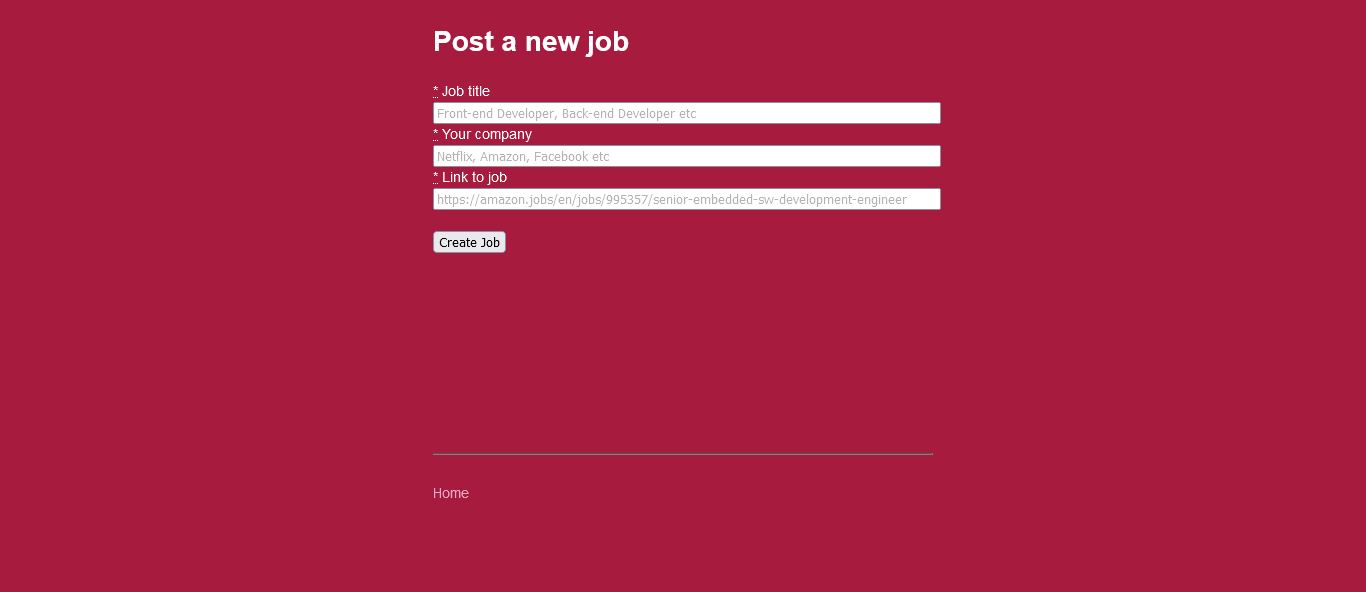 Post a new job
* Job title
Front-end Developer, Back-end Developer etc
* Your company
Netflix, Amazon, Facebook etc
* Link to job
https://amazon.jobs/en/jobs/995357/senior-embedded-sw-development-engineer
Create Job
Home